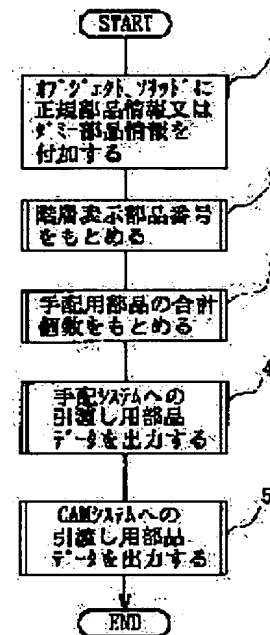 START
ｵﾌﾞｼﾞｪｸﾄ､ｿﾘｯﾄﾞに
正規部品情報又は
ﾀﾞﾐｰ部品情報を
付加する
階層表示部品番号
をもとめる
手配用部品の合計
個数をもとめる
4
手配ｼｽﾃﾑへの
引渡し用部品
ﾃﾞｰﾀを出力する
5
CAMｼｽﾃﾑへの
引渡し用部品
ﾃﾞｰﾀを出力する
END